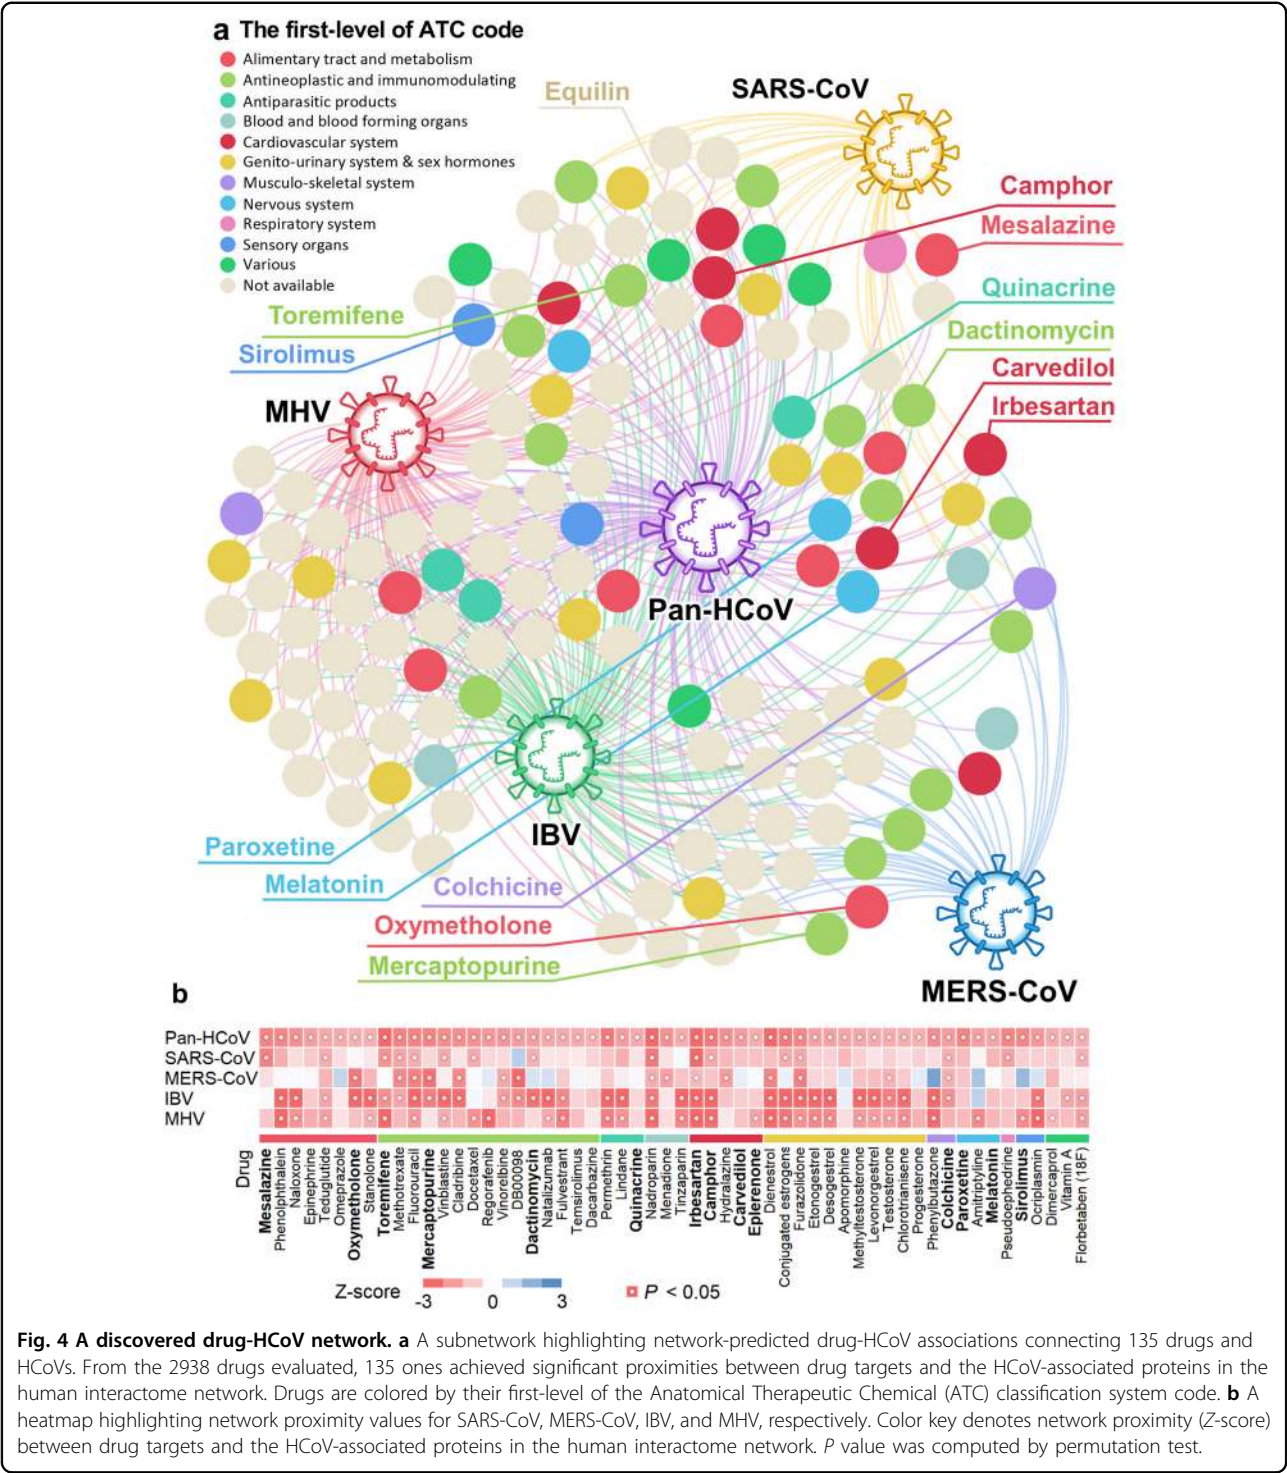 a The first-level of ATC code
Alimentary tract and metabolism
Antineoplastic and immunomodulating
Antiparasitic products
Blood and blood forming organs
Cardiovascular system
Genito-urinary system & sex hormones
Musculo-skeletal system
Nervous system
Respiratory system
Sensory organs
Various
Not available
Equilin
SARS-CoV
Camphor
Mesalazine
Quinacrine
Dactinomycin
Carvedilol
Irbesartan
Toremifene
Sirolimus
MHV
Pan-HCoV
IBV
Paroxetine
Melatonin
Colchicine
Oxymetholone
Mercaptopurine
MERS-CoV
b
Pan-HCoV
SARS-CoV
MERS-CoV
IBV
MHV
Drug
Mesalazine
Phenolphthalein
Naloxone
Epinephrine
Teduglutide
Omeprazole
Oxymetholone
Stanolone
Toremifene
Methotrexate
Fluorouracil
Mercaptopurine
Vinblastine
Cladribine
Docetaxel
Regorafenib
Vinorelbine
DB00098
Dactinomycin
Natalizumab
Fulvestrant
Temsirolimus
Dacarbazine
Permethrin
Lindane
Quinacrine
Nadroparin
Menadione
Tinzaparin
Irbesartan
Camphor
Hydralazine
Carvedilol
Eplerenone
Dienestrol
Conjugated estrogens
Furazolidone
Etonogestrel
Desogestrel
Apomorphine
Methyltestosterone
Levonorgestrel
Testosterone
Chlorotrianisene
Progesterone
Phenylbutazone
Colchicine
Paroxetine
Amitriptyline
Melatonin
Pseudoephedrine
Sirolimus
Ocriplasmin
Dimercaprol
Vitamin A
Florbetaben (18F)
Z-score
-3 0 3
P < 0.05
Fig. 4 A discovered drug-HCoV network. a A subnetwork highlighting network-predicted drug-HCoV associations connecting 135 drugs and
HCoVs. From the 2938 drugs evaluated, 135 ones achieved significant proximities between drug targets and the HCoV-associated proteins in the
human interactome network. Drugs are colored by their first-level of the Anatomical Therapeutic Chemical (ATC) classification system code. b A
heatmap highlighting network proximity values for SARS-CoV, MERS-CoV, IBV, and MHV, respectively. Color key denotes network proximity (Z-score)
between drug targets and the HCoV-associated proteins in the human interactome network. P value was computed by permutation test.